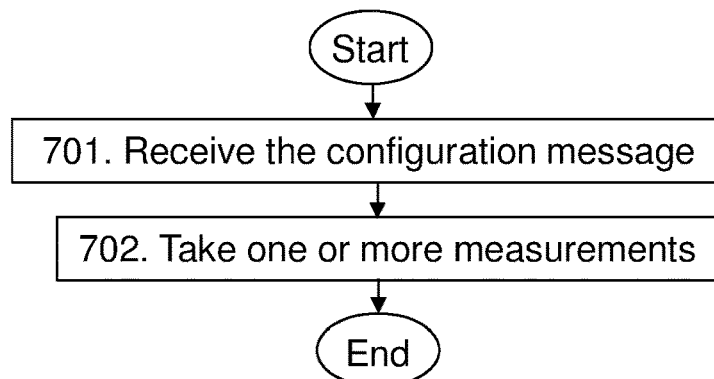 Start
701. Receive the configuration message
702. Take one or more measurements
End